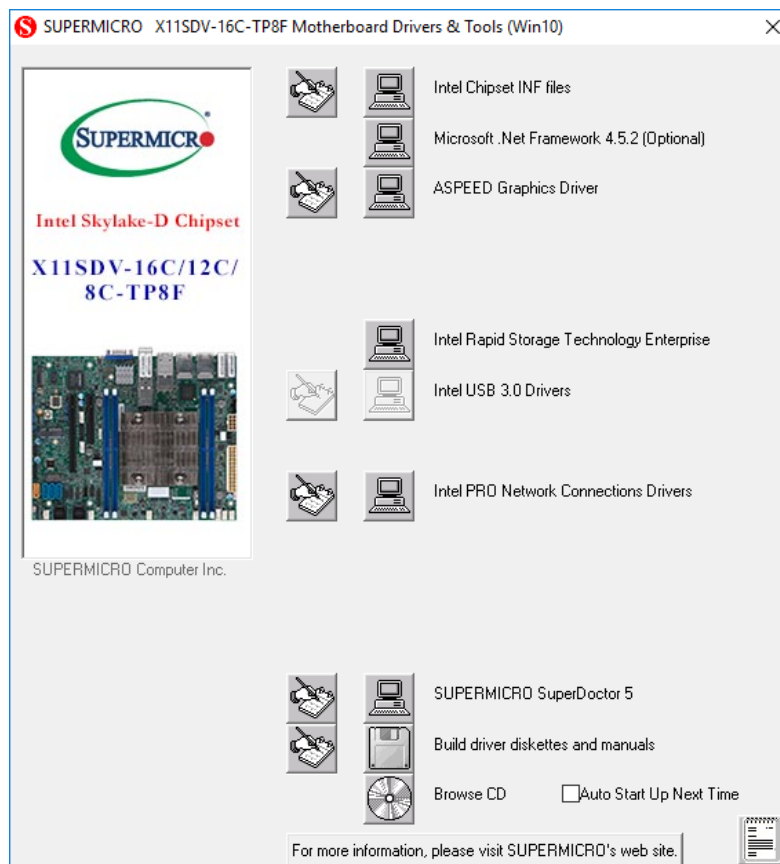 SUPERMICRO X11SDV-16C-TP8F Motherboard Drivers & Tools (Win10)
SUPERMICRO
Intel Skylake-D Chipset
X11SDV-16C/12C/
8C-TP8F
SUPERMICRO Computer Inc.
Intel Chipset INF files
Microsoft .Net Framework 4.5.2 (Optional)
ASPEED Graphics Driver
Intel Rapid Storage Technology Enterprise
Intel USB 3.0 Drivers
Intel PRO Network Connections Drivers
SUPERMICRO SuperDoctor 5
Build driver diskettes and manuals
Browse CD
Auto Start Up Next Time
For more information, please visit SUPERMICRO's web site.